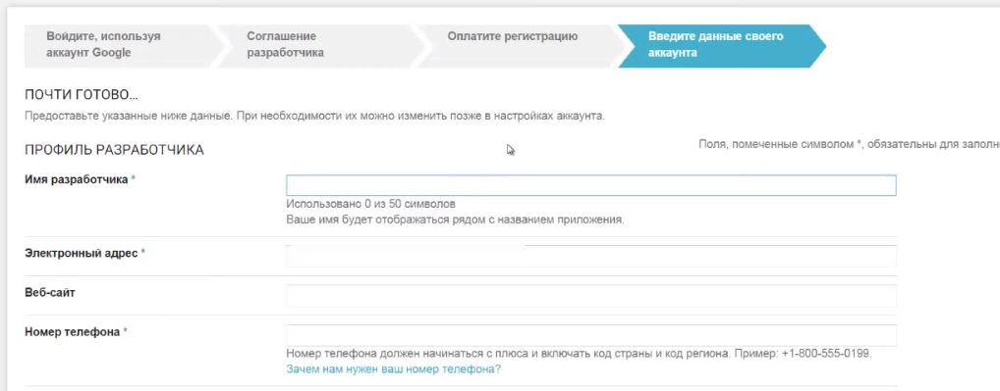 Войдите, используя
аккаунт Google
Соглашение
разработчика
Оплатите регистрацию
Введите данные своего
аккаунта
ПОЧТИ ГОТОВО...
Предоставьте указанные ниже данные. При необходимости их можно изменить позже в настройках аккаунта.
ПРОФИЛЬ РАЗРАБОТЧИКА
Поля, помеченные символом *, обязательны для заполн
Имя разработчика *
Использовано 0 из 50 символов
Ваше имя будет отображаться рядом с названием приложения.
Электронный адрес *
Веб-сайт
Номер телефона *
Номер телефона должен начинаться с плюса и включать код страны и код региона. Пример: +1-800-555-0199.
Зачем нам нужен ваш номер телефона?